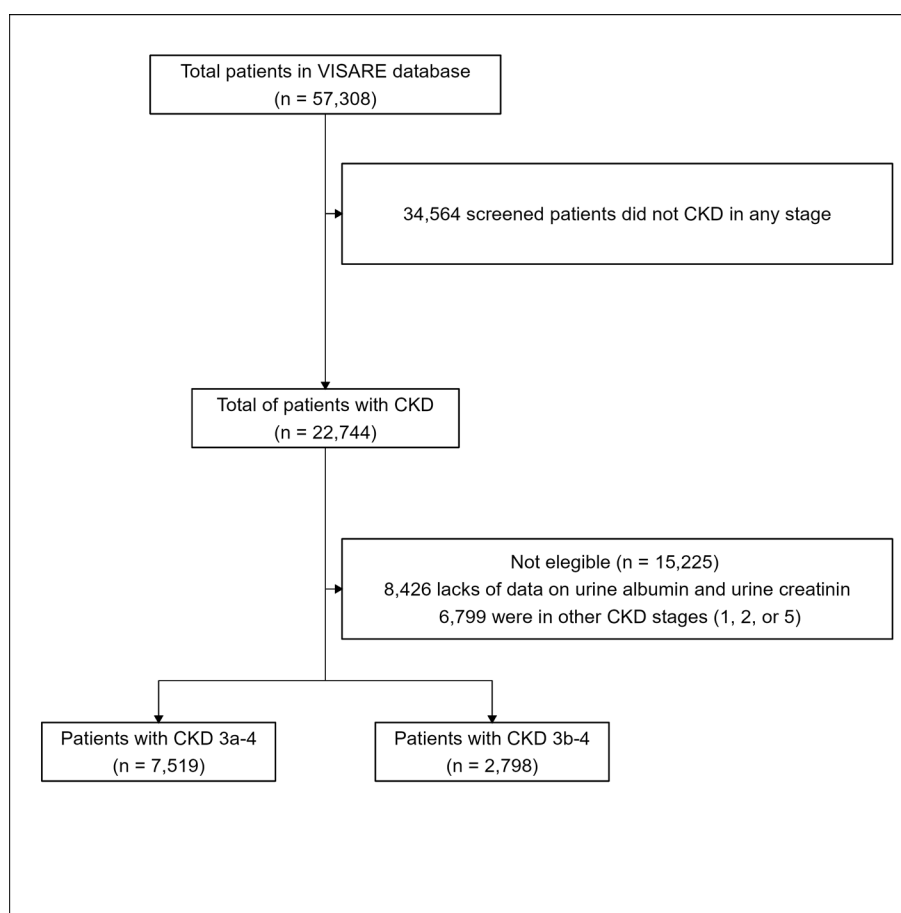 Total patients in VISARE database
(n = 57,308)
34,564 screened patients did not CKD in any stage
Total of patients with CKD
(n = 22,744)
Not elegible (n = 15,225)
8,426 lacks of data on urine albumin and urine creatinin
6,799 were in other CKD stages (1, 2, or 5)
Patients with CKD 3a-4
(n = 7,519)
Patients with CKD 3b-4
(n = 2,798)